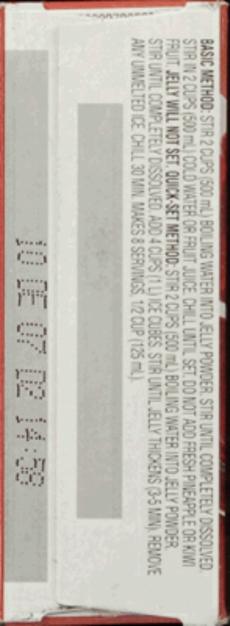 BASIC METHOD: STIR 2 CUPS (500 mL) BOILING WATER INTO JELLY POWDER. STIR UNTIL COMPLETELY DISSOLVED.
STIR IN 2 CUPS (500 mL) COLD WATER OR FRUIT JUICE. CHILL UNTIL SET. DO NOT ADD FRESH PINEAPPLE OR KIWI
FRUIT. JELLY WILL NOT SET. QUICK-SET METHOD: STIR 2 CUPS (500 mL) BOILING WATER INTO JELLY POWDER.
STIR UNTIL COMPLETELY DISSOLVED. ADD 4 CUPS (1 L) ICE CUBES. STIR UNTIL JELLY THICKENS (3-5 MIN). REMOVE
ANY UNMELTED ICE. CHILL 30 MIN. MAKES 8 SERVINGS, 1/2 CUP (125 mL).
10 DE 07 D2 14:58